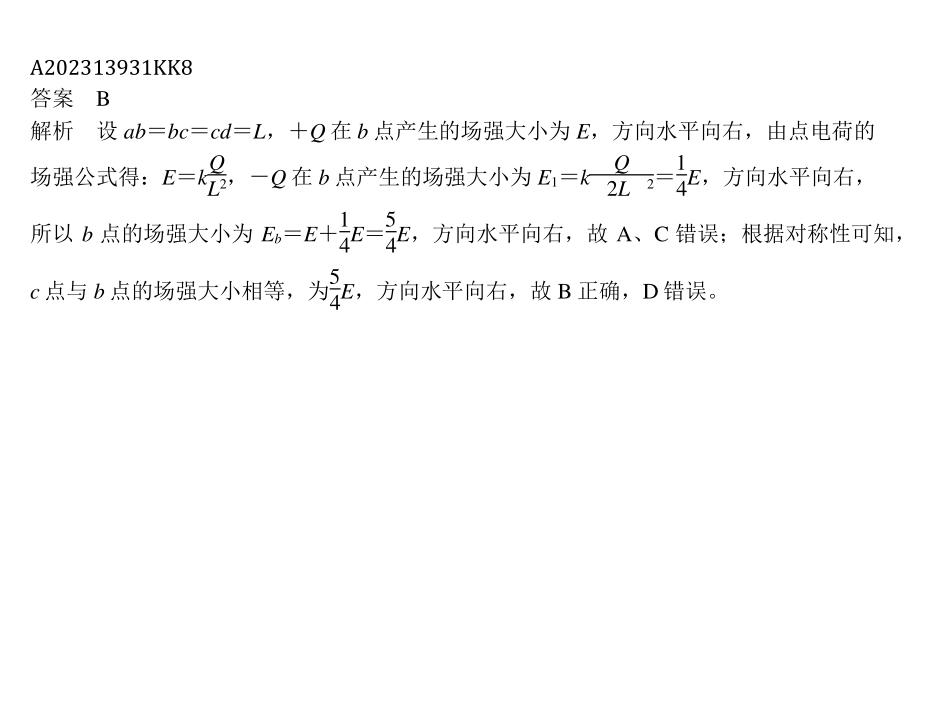 A202313931KK8
答案 B
解析 设 ab＝bc＝cd＝L，＋Q 在 b 点产生的场强大小为 E，方向水平向右，由点电荷的
场强公式得：E＝k\frac{Q}{L^2}，－Q 在 b 点产生的场强大小为 E₁＝k\frac{Q}{2L ^2}＝\frac{1}{4}E，方向水平向右，
所以 b 点的场强大小为 E_b＝E＋\frac{1}{4}E＝\frac{5}{4}E，方向水平向右，故 A、C 错误；根据对称性可知，
c 点与 b 点的场强大小相等，为\frac{5}{4}E，方向水平向右，故 B 正确，D 错误。